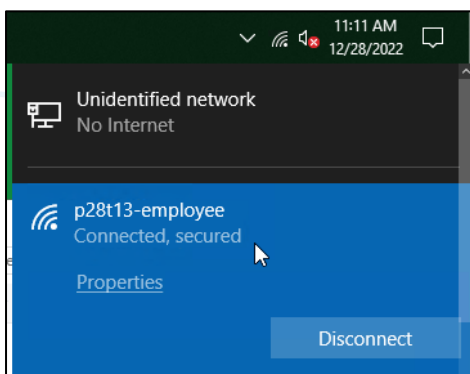 11:11 AM
12/28/2022
Unidentified network
No Internet
p28t13-employee
Connected, secured
Properties
Disconnect